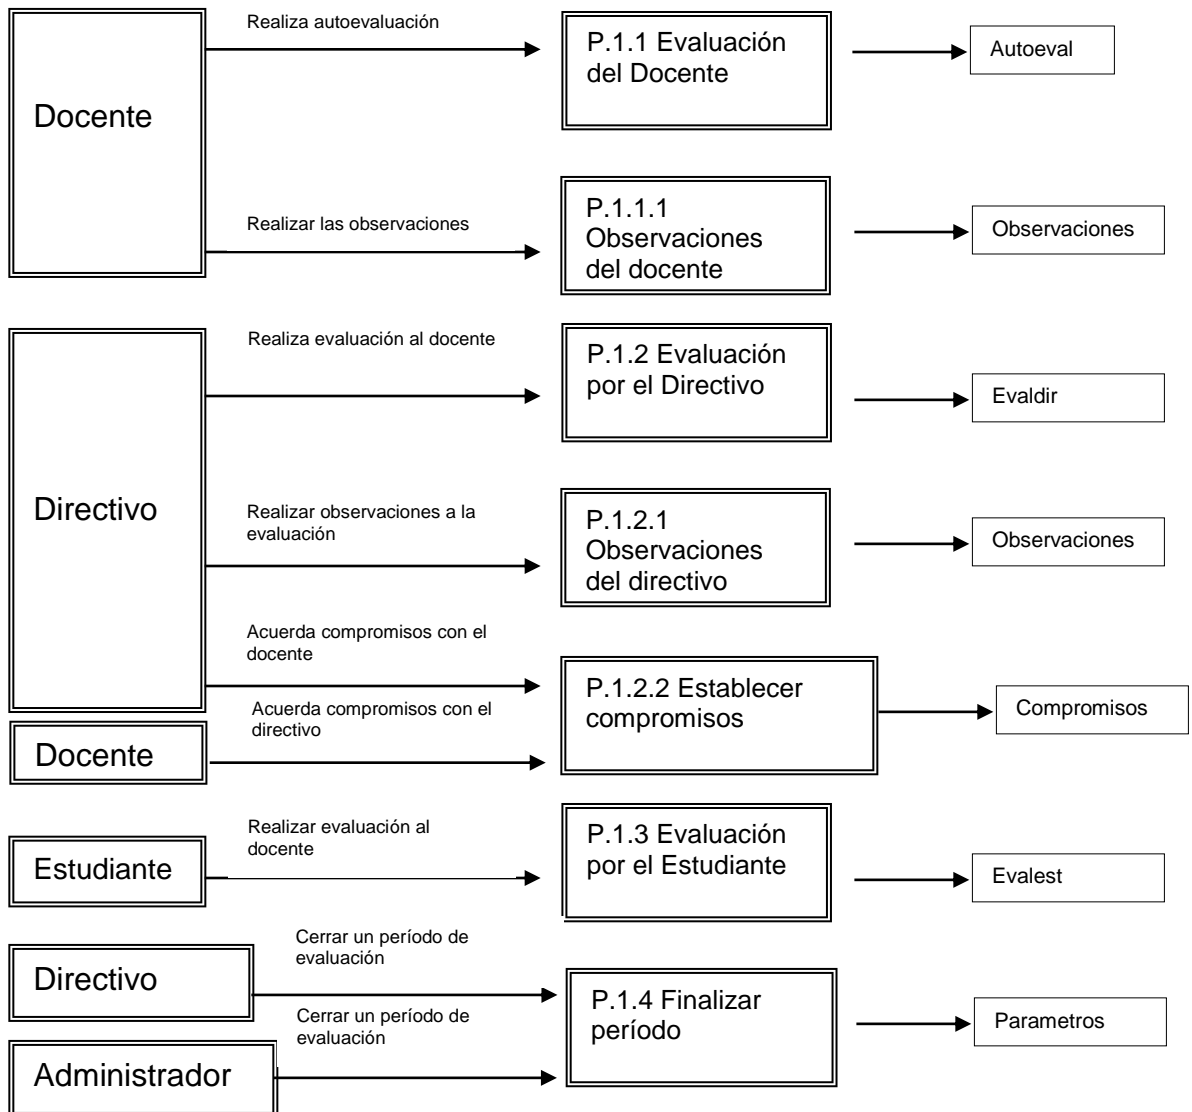 Realiza autoevaluación
P.1.1 Evaluación
del Docente
Autoeval
Docente
Realizar las observaciones
P.1.1.1
Observaciones
del docente
Observaciones
Realiza evaluación al docente
P.1.2 Evaluación
por el Directivo
Evaldir
Directivo
Realizar observaciones a la
evaluación
P.1.2.1
Observaciones
del directivo
Observaciones
Acuerda compromisos con el
docente
P.1.2.2 Establecer
compromisos
Compromisos
Acuerda compromisos con el
directivo
Docente
Realizar evaluación al
docente
P.1.3 Evaluación
por el Estudiante
Estudiante
Evalest
Cerrar un período de
evaluación
Directivo
P.1.4 Finalizar
período
Parametros
Cerrar un período de
evaluación
Administrador